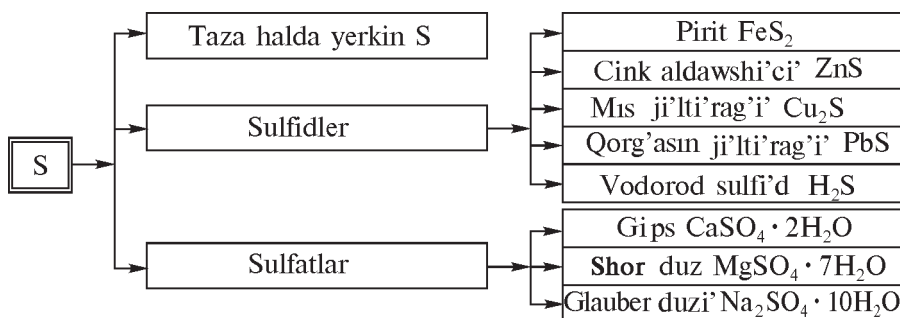 S
Taza halda yerkin S
Sulfidler
Sulfatlar
Pirit FeS₂
Cink aldawshi’ci’ ZnS
Mıs ji’lti’rag’i’ Cu₂S
Qorg’asın ji’lti’rag’i’ PbS
Vodorod sulfi’d H₂S
Gips CaSO₄ · 2H₂O
Shor duz MgSO₄ · 7H₂O
Glauber duzi’ Na₂SO₄ · 10H₂O